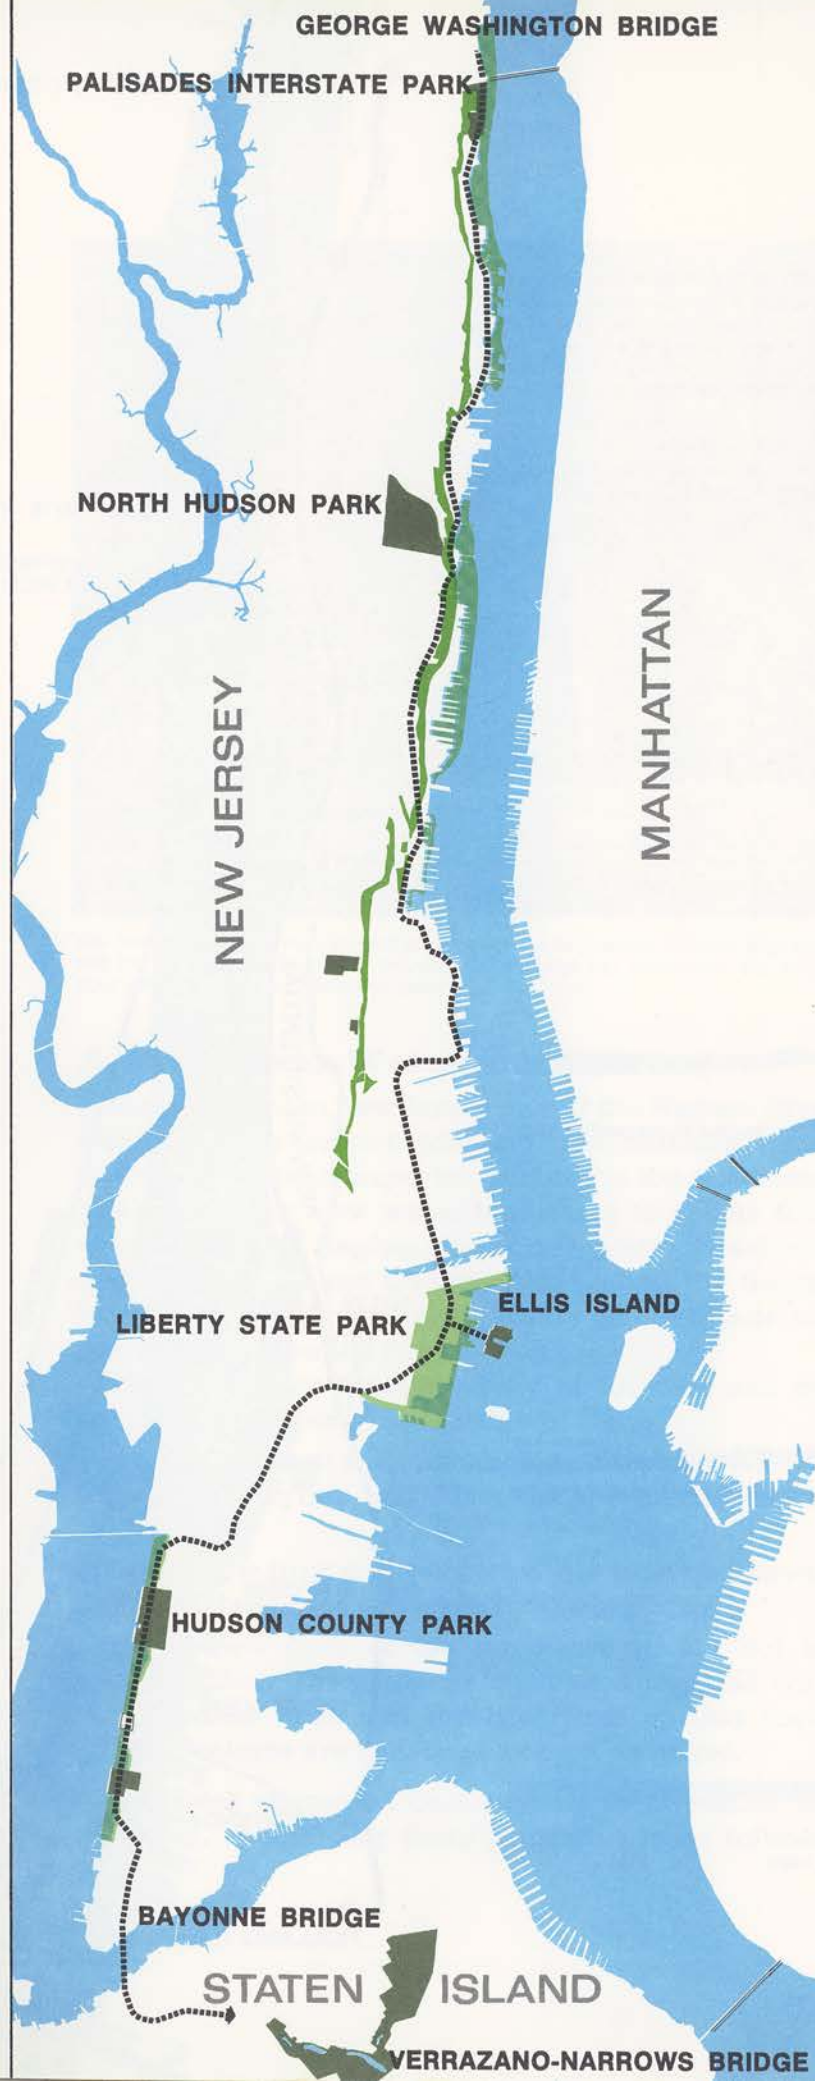 GEORGE WASHINGTON BRIDGE
PALISADES INTERSTATE PARK
NORTH HUDSON PARK
MANHATTAN
NEW JERSEY
ELLIS ISLAND
LIBERTY STATE PARK
HUDSON COUNTY PARK
BAYONNE BRIDGE
STATEN ISLAND
VERRAZANO-NARROWS BRIDGE